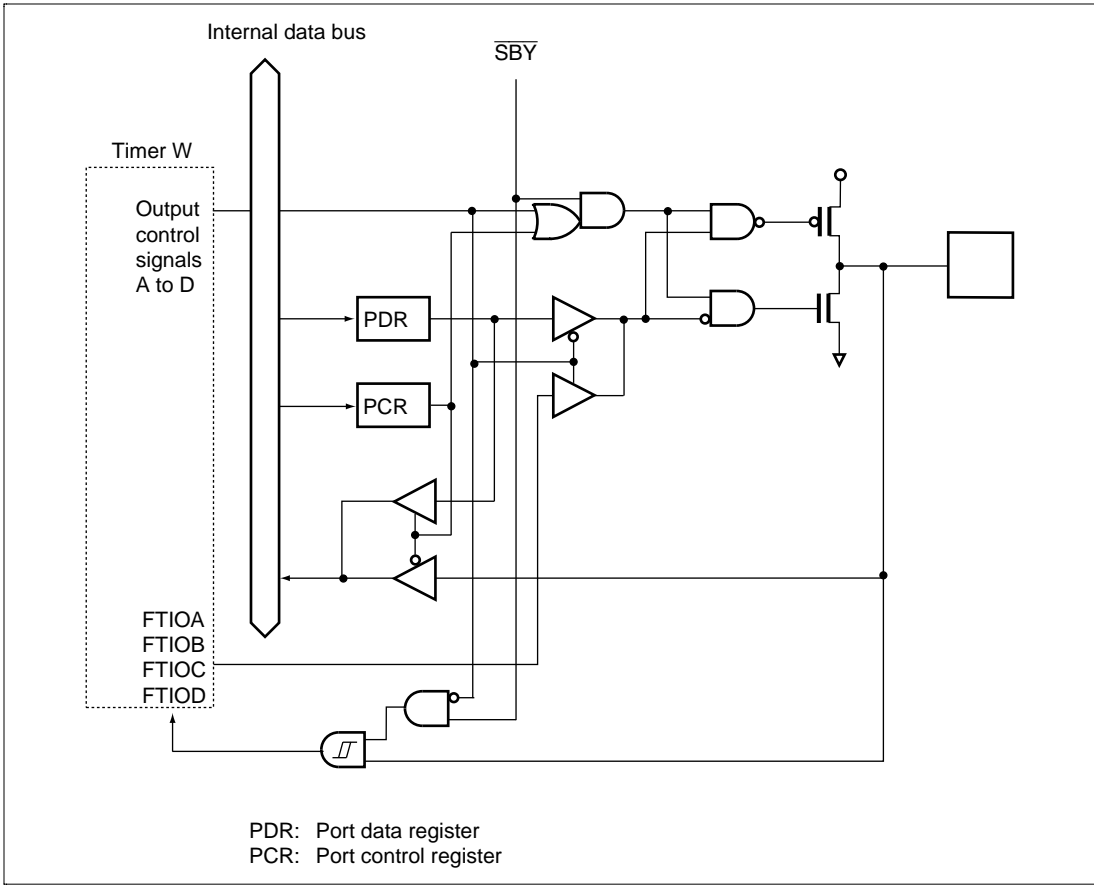 Internal data bus
S̅B̅Y̅
Timer W
Output
control
signals
A to D
PDR
PCR
FTIOA
FTIOB
FTIOC
FTIOD
PDR: Port data register
PCR: Port control register